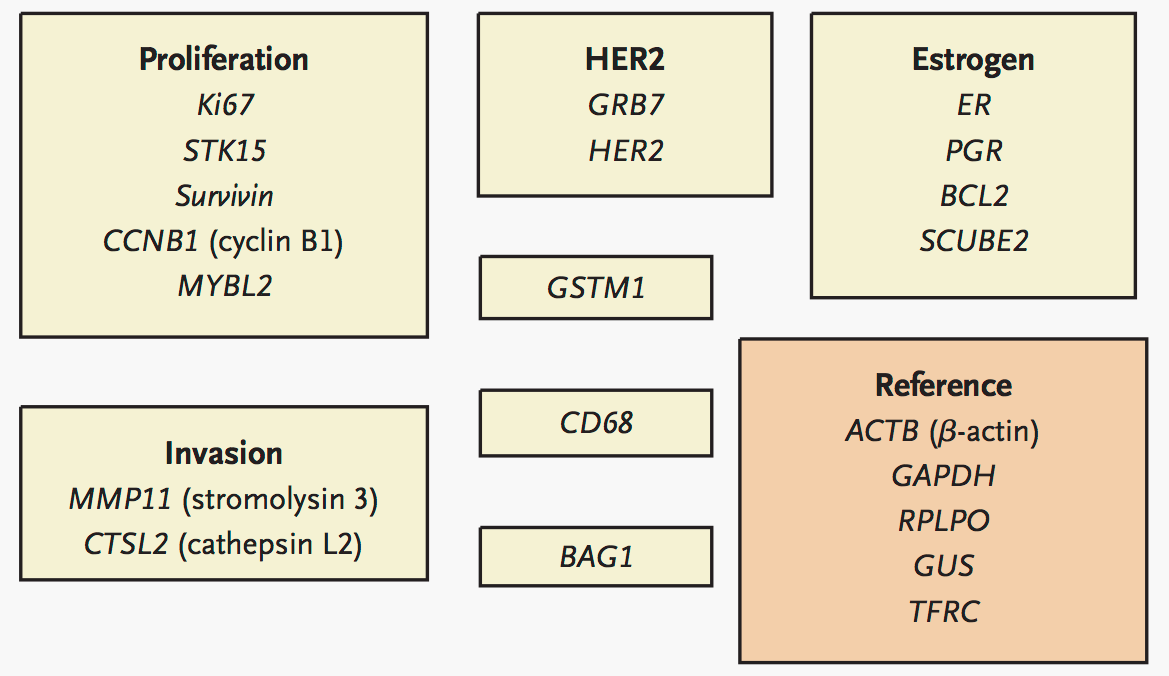 Proliferation
Ki67
STK15
Survivin
CCNB1 (cyclin B1)
MYBL2
HER2
GRB7
HER2
Estrogen
ER
PGR
BCL2
SCUBE2
GSTM1
CD68
BAG1
Invasion
MMP11 (stromolysin 3)
CTSL2 (cathepsin L2)
Reference
ACTB (β-actin)
GAPDH
RPLPO
GUS
TFRC